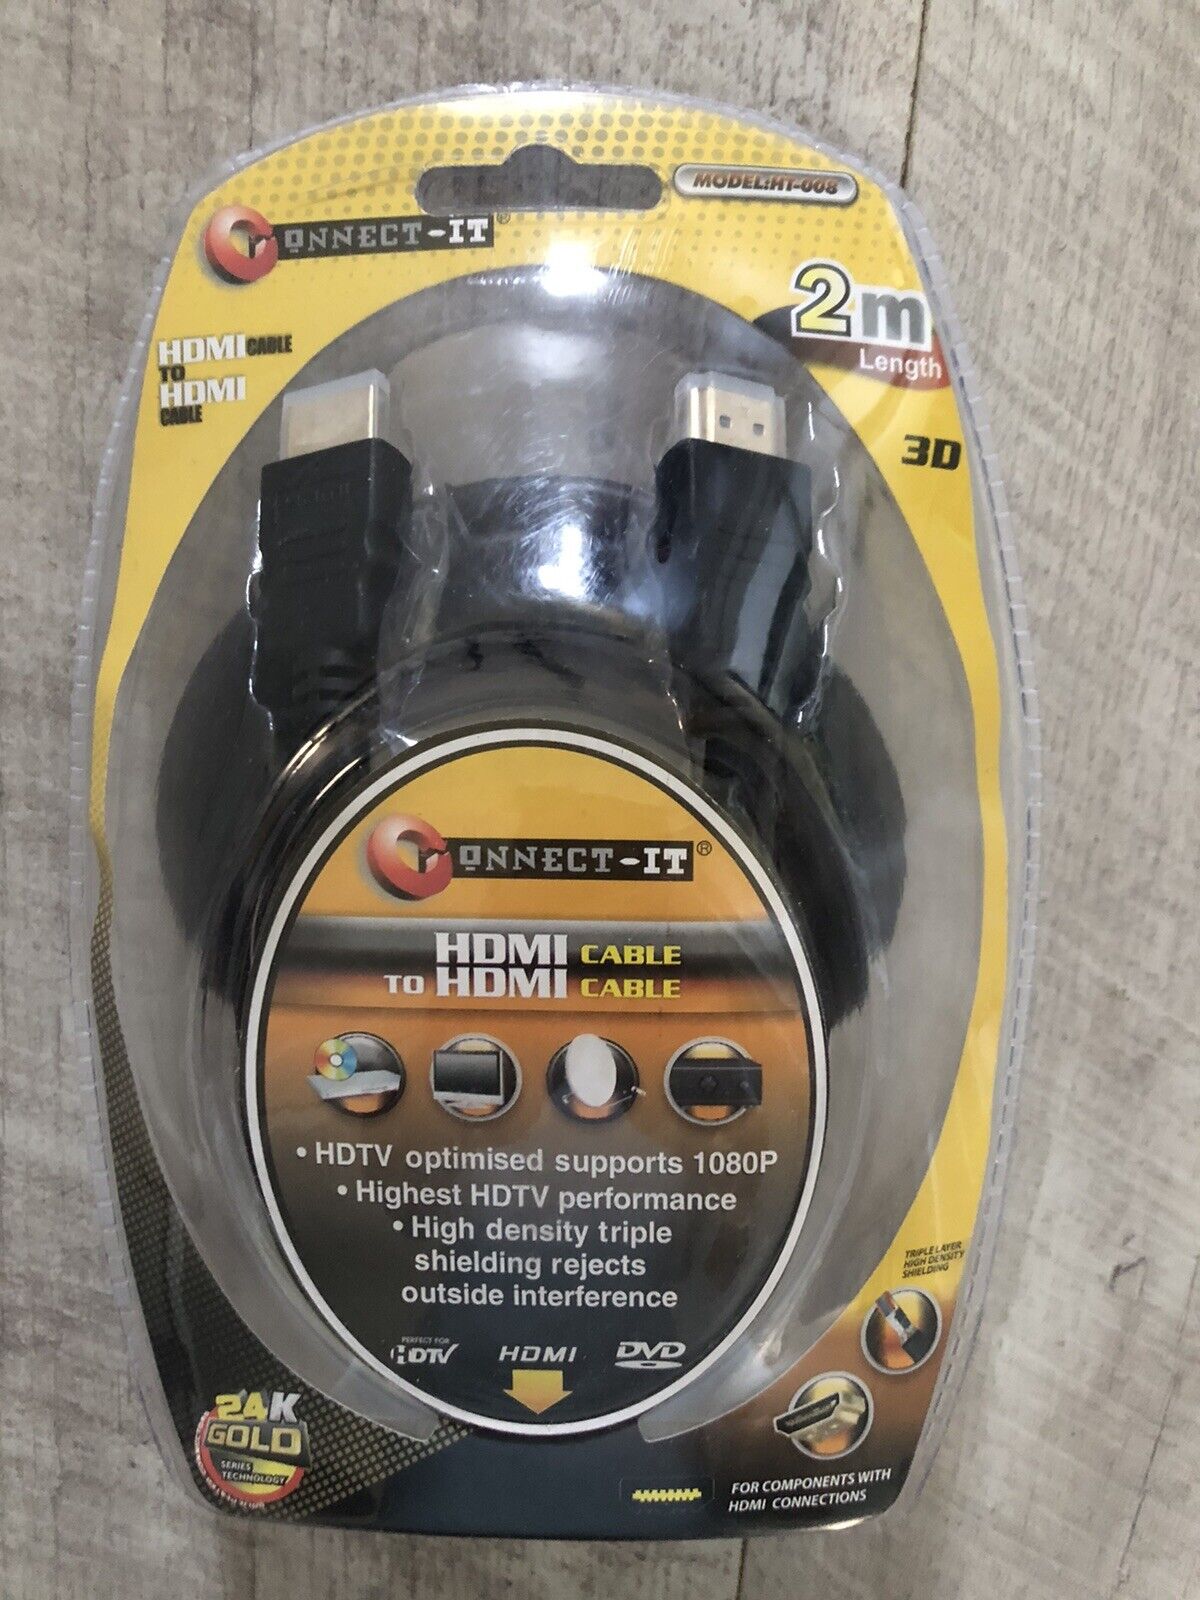 MODEL:HT-008
CONNECT-IT®
2m
Length
HDMI CABLE
TO
HDMI
CABLE
3D
CONNECT-IT®
HDMI CABLE
TO HDMI CABLE
• HDTV optimised supports 1080P
• Highest HDTV performance
• High density triple
shielding rejects
outside interference
TRIPLE LAYER
HIGH DENSITY
SHIELDING
PERFECT FOR
HDTV HDMI DVD
24K
GOLD
SERIES
TECHNOLOGY
FOR COMPONENTS WITH
HDMI CONNECTIONS